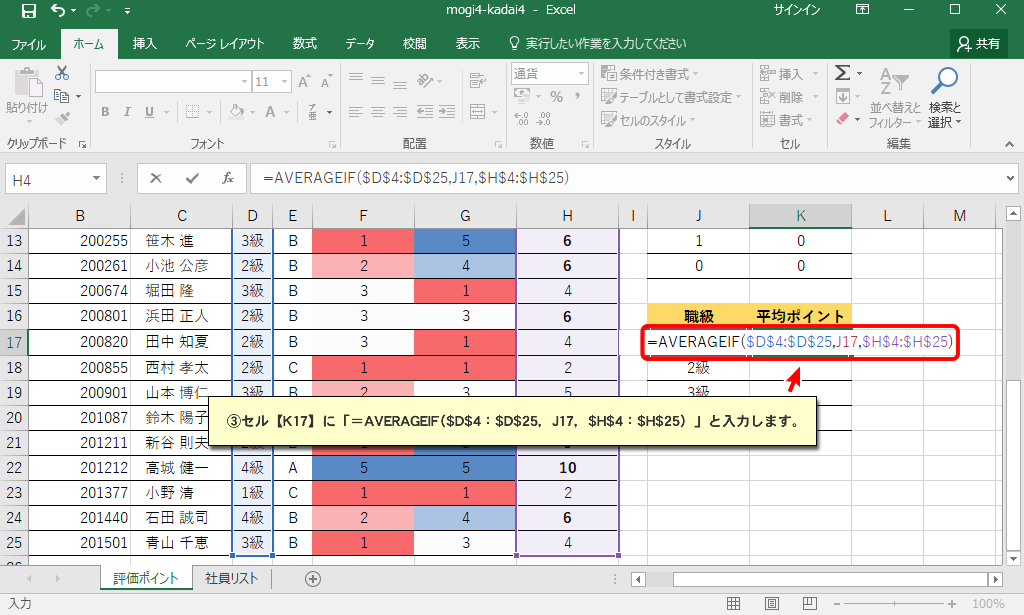 mogi4-kadai4 - Excel
サインイン
ファイル ホーム 挿入 ページ レイアウト 数式 データ 校閲 表示 実行したい作業を入力してください 共有
貼り付け
11
A A
B I U
A
通貨
% ,
条件付き書式
テーブルとして書式設定
セルのスタイル
挿入
削除
書式
Σ
並べ替えと
フィルター
検索と
選択
クリップボード フォント 配置 数値 スタイル セル 編集
H4 fx =AVERAGEIF($D$4:$D$25,J17,$H$4:$H$25)
B C D E F G H I J K L M
13 200255 笹木 進 3級 B 1 5 6 1 0
14 200261 小池 公彦 2級 B 2 4 6 0 0
15 200674 堀田 隆 3級 B 3 1 4
16 200801 浜田 正人 2級 B 3 3 6 職級 平均ポイント
17 200820 田中 知夏 2級 B 3 1 4 =AVERAGEIF($D$4:$D$25,J17,$H$4:$H$25)
18 200855 西村 孝太 2級 C 1 1 2 2級
19 200901 山本 博仁 3級 B 2 3 5 3級
20 201087 鈴木 陽子
③セル【K17】に「＝AVERAGEIF($D$4：$D$25，J17，$H$4：$H$25）」と入力します。
21 201211 新谷 則夫
22 201212 高城 健一 4級 A 5 5 10
23 201377 小野 清 1級 C 1 1 2
24 201440 石田 誠司 4級 B 2 4 6
25 201501 青山 千恵 3級 B 1 3 4
評価ポイント 社員リスト
入力 100%